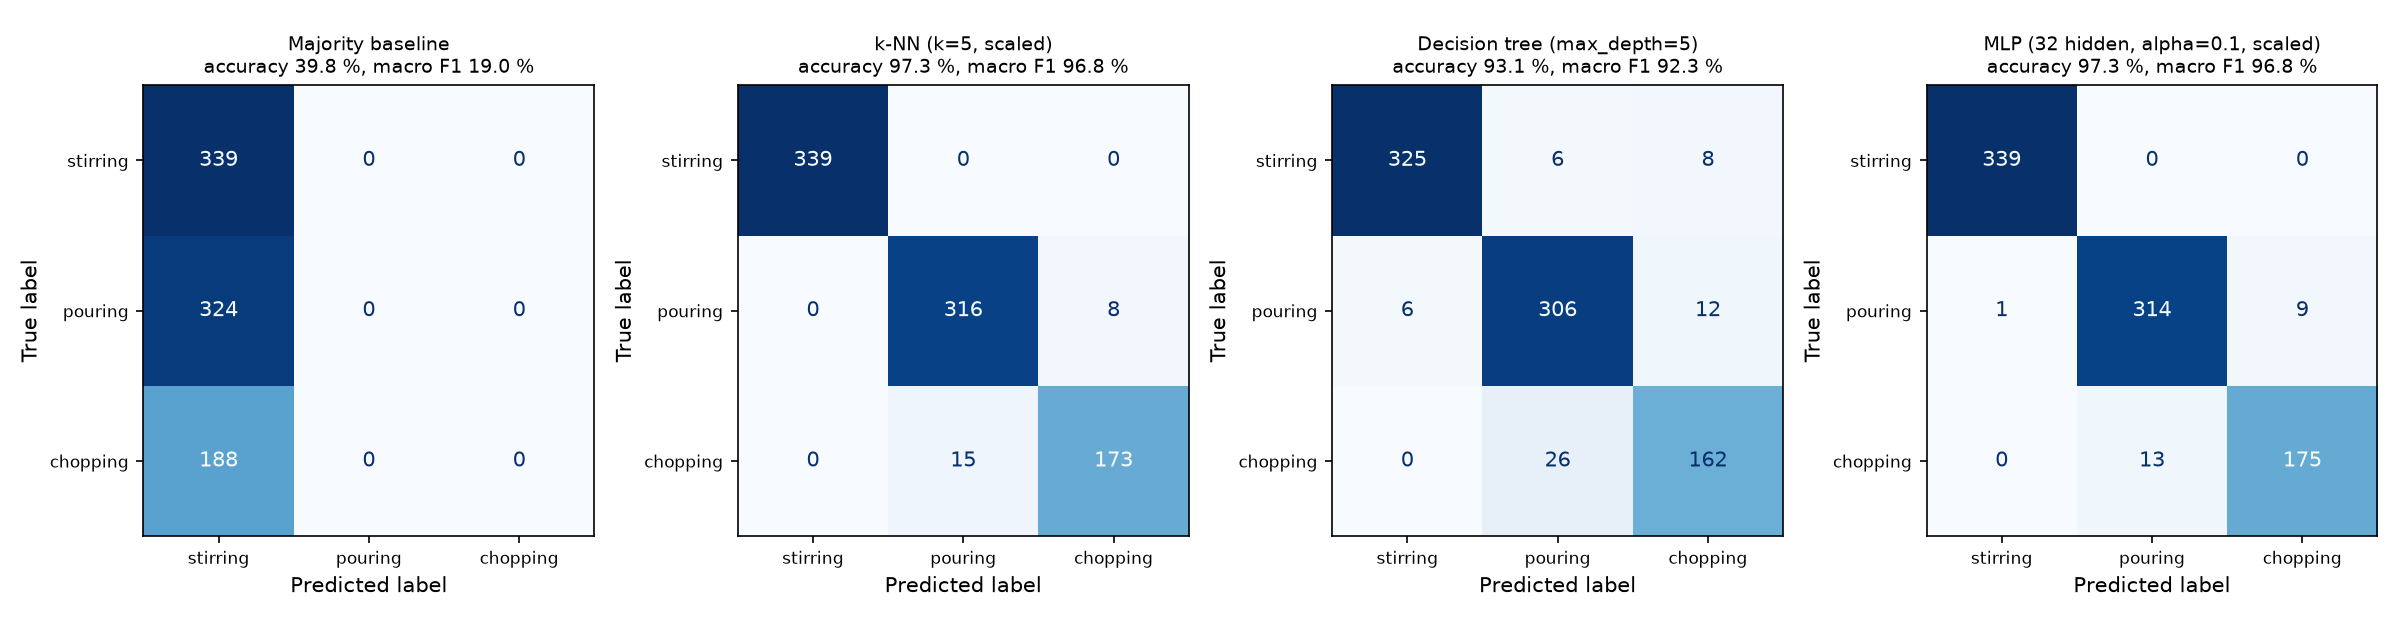 Majority baseline
accuracy 39.8 %, macro F1 19.0 %
True label
stirring
339 0 0
pouring
324 0 0
chopping
188 0 0
stirring pouring chopping
Predicted label
k-NN (k=5, scaled)
accuracy 97.3 %, macro F1 96.8 %
True label
stirring
339 0 0
pouring
0 316 8
chopping
0 15 173
stirring pouring chopping
Predicted label
Decision tree (max_depth=5)
accuracy 93.1 %, macro F1 92.3 %
True label
stirring
325 6 8
pouring
6 306 12
chopping
0 26 162
stirring pouring chopping
Predicted label
MLP (32 hidden, alpha=0.1, scaled)
accuracy 97.3 %, macro F1 96.8 %
True label
stirring
339 0 0
pouring
1 314 9
chopping
0 13 175
stirring pouring chopping
Predicted label